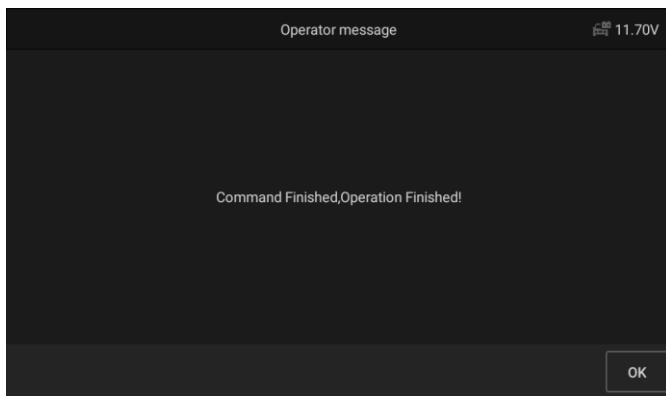 Operator message
11.70V
Command Finished,Operation Finished!
OK